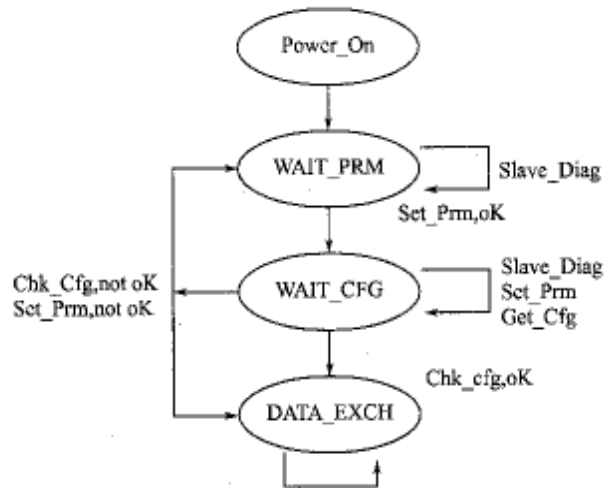 Power_On
WAIT_PRM
Slave_Diag
Set_Prm,oK
Chk_Cfg,not oK
Set_Prm,not oK
WAIT_CFG
Slave_Diag
Set_Prm
Get_Cfg
Chk_cfg,oK
DATA_EXCH